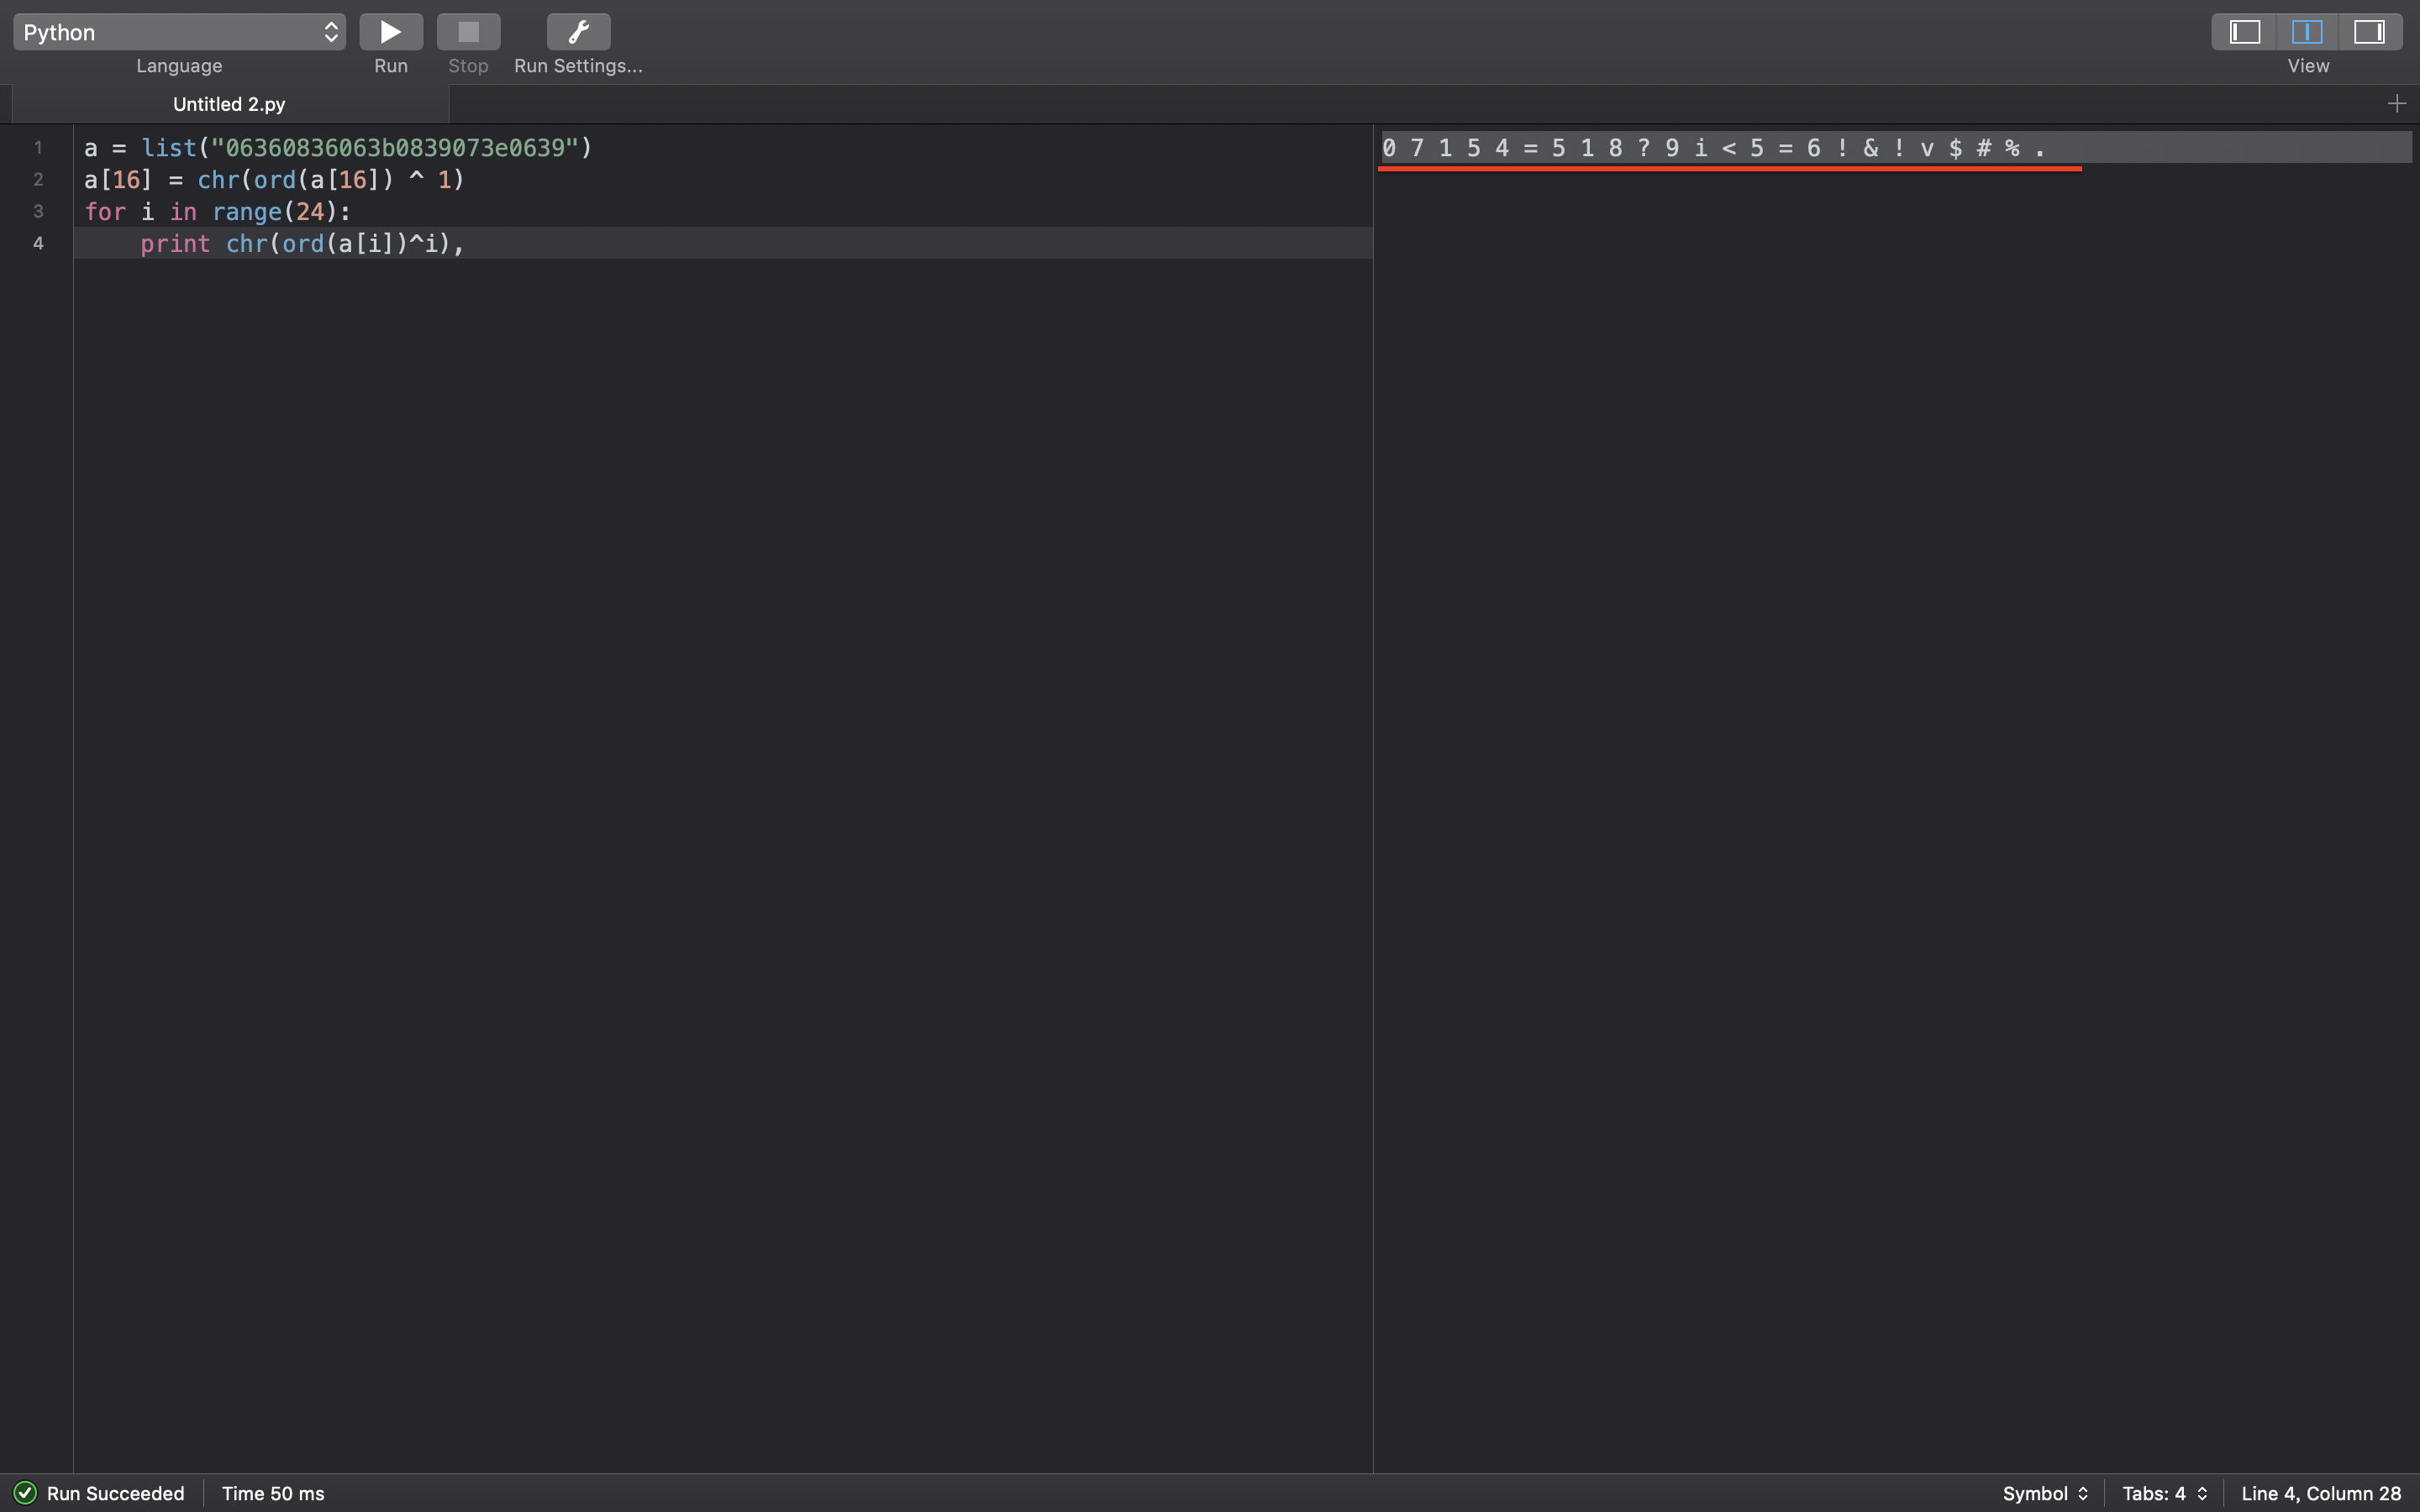 Python
Language
Run
Stop
Run Settings...
View
Untitled 2.py
1 a = list("06360836063b0839073e0639")
2 a[16] = chr(ord(a[16]) ^ 1)
3 for i in range(24):
4     print chr(ord(a[i])^i),
0 7 1 5 4 = 5 1 8 ? 9 i < 5 = 6 ! & ! v $ # % .
Run Succeeded
Time 50 ms
Symbol
Tabs: 4
Line 4, Column 28